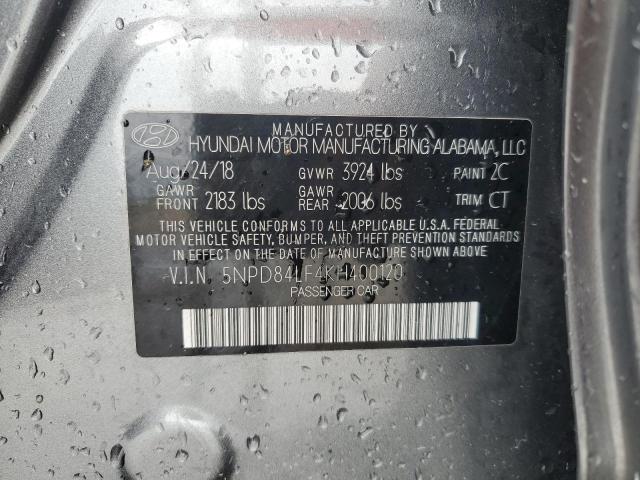 MANUFACTURED BY
HYUNDAI MOTOR MANUFACTURING ALABAMA, LLC
Aug/24/18 GVWR 3924 lbs PAINT 2C
GAWR FRONT 2183 lbs GAWR REAR 2006 lbs TRIM CT
THIS VEHICLE CONFORMS TO ALL APPLICABLE U.S.A. FEDERAL
MOTOR VEHICLE SAFETY, BUMPER, AND THEFT PREVENTION STANDARDS
IN EFFECT ON THE DATE OF MANUFACTURE SHOWN ABOVE
V.I.N. 5NPD84LF4KH400120
PASSENGER CAR